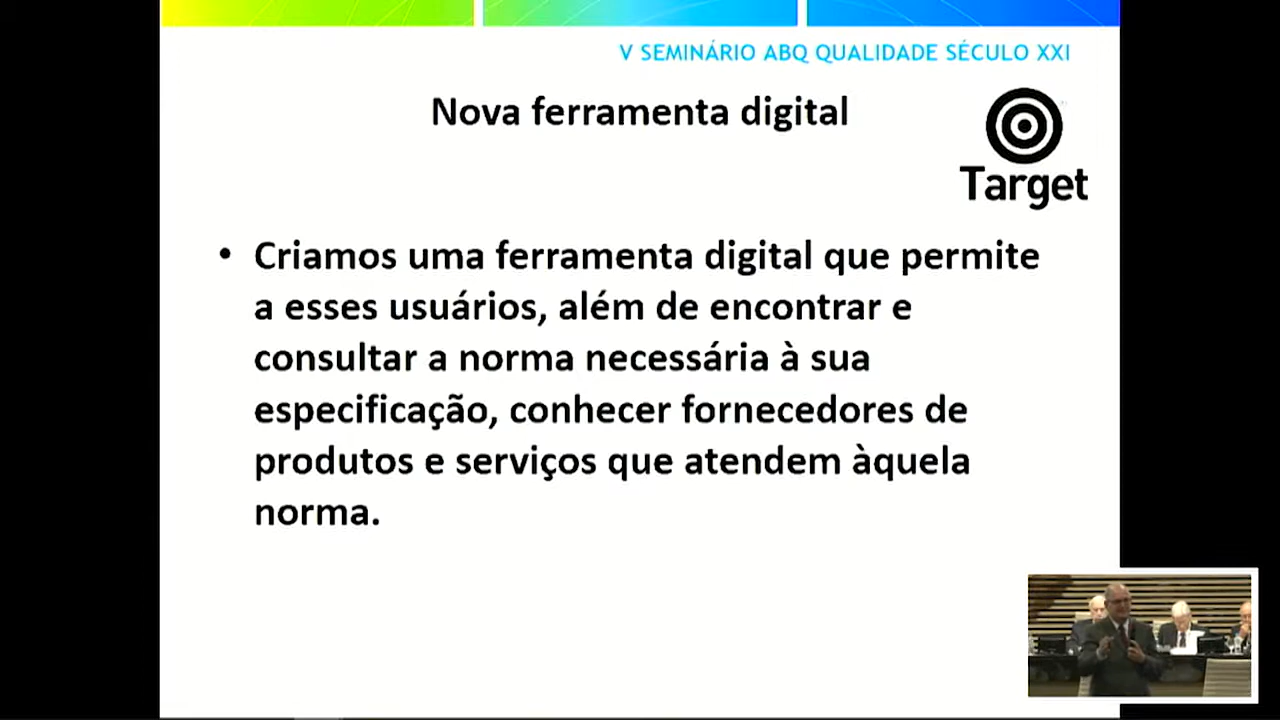 V SEMINÁRIO ABQ QUALIDADE SÉCULO XXI
Nova ferramenta digital
Target
• Criamos uma ferramenta digital que permite
a esses usuários, além de encontrar e
consultar a norma necessária à sua
especificação, conhecer fornecedores de
produtos e serviços que atendem àquela
norma.